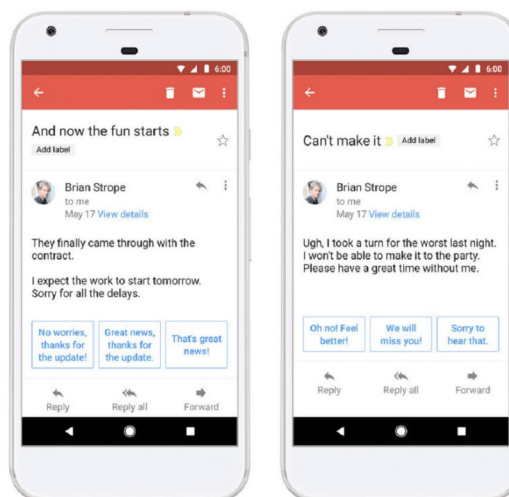 6:00
And now the fun starts
Add label
Brian Strope
to me
May 17 View details
They finally came through with the
contract.
I expect the work to start tomorrow.
Sorry for all the delays.
No worries,
thanks for
the update!
Great news,
thanks for
the update.
That's great
news!
Reply
Reply all
Forward
6:00
Can't make it
Add label
Brian Strope
to me
May 17 View details
Ugh, I took a turn for the worst last night.
I won't be able to make it to the party.
Please have a great time without me.
Oh no! Feel
better!
We will
miss you!
Sorry to
hear that.
Reply
Reply all
Forward